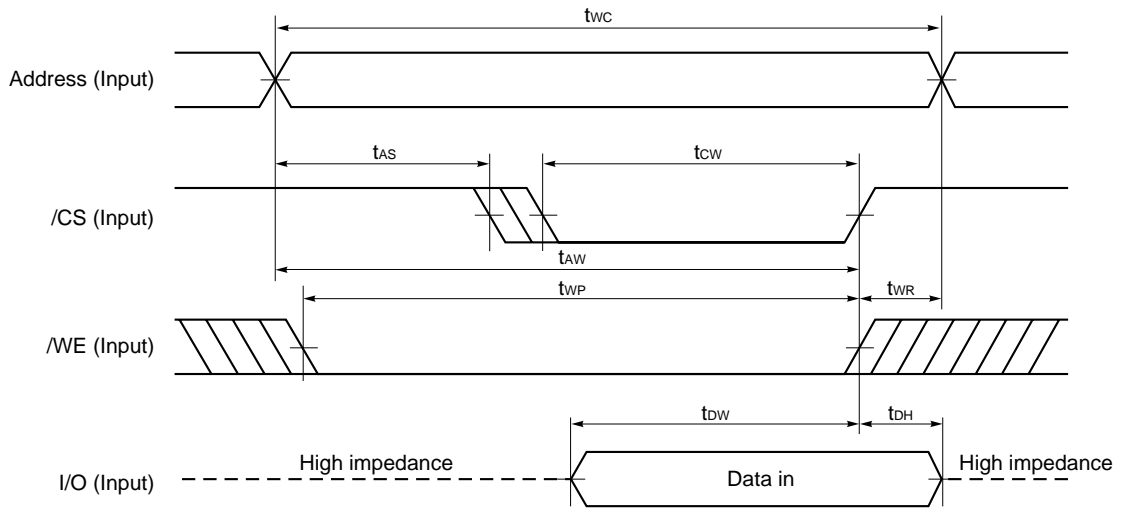 tWC
Address (Input)
tAS
tCW
/CS (Input)
tAW
tWP
tWR
/WE (Input)
tDW
tDH
High impedance
Data in
High impedance
I/O (Input)